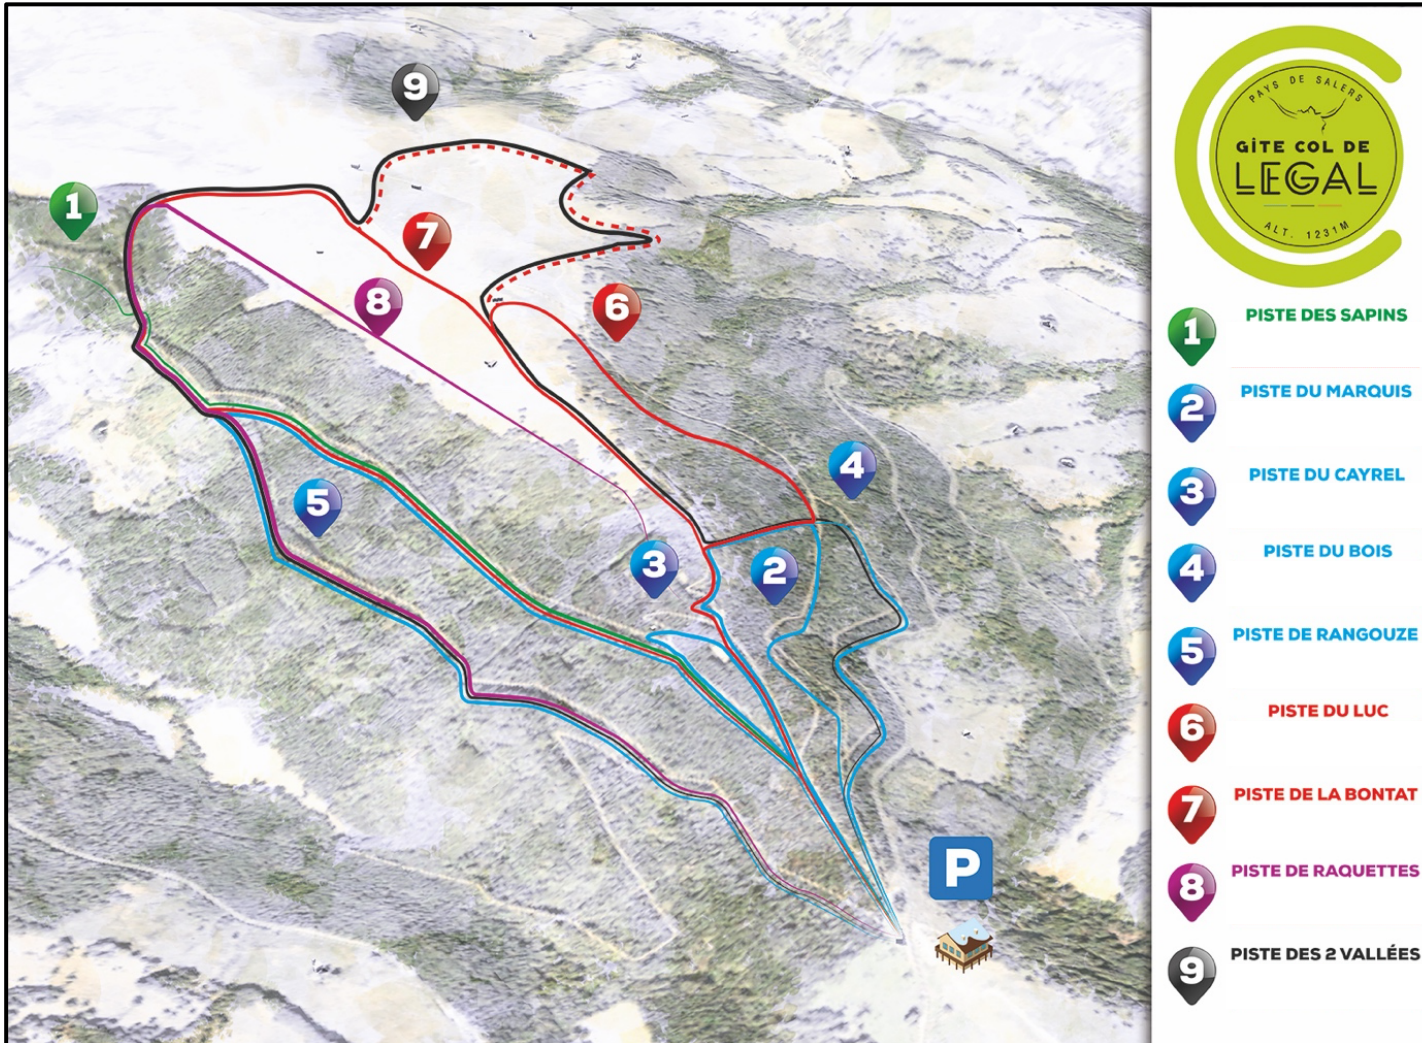 9
1
7
8
6
4
5
3
2
P
PAYS DE SALERS
GÎTE COL DE
LEGAL
ALT. 1231M
1 PISTE DES SAPINS
2 PISTE DU MARQUIS
3 PISTE DU CAYREL
4 PISTE DU BOIS
5 PISTE DE RANGOUZE
6 PISTE DU LUC
7 PISTE DE LA BONTAT
8 PISTE DE RAQUETTES
9 PISTE DES 2 VALLÉES